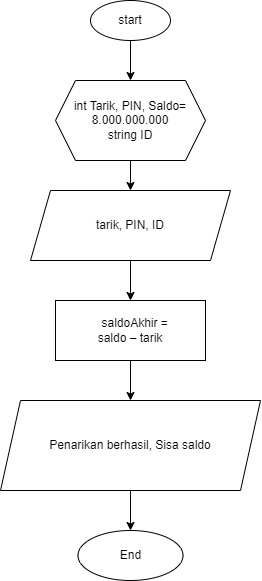 start
int Tarik, PIN, Saldo=
8.000.000.000
string ID
tarik, PIN, ID
saldoAkhir =
saldo – tarik
Penarikan berhasil, Sisa saldo
End